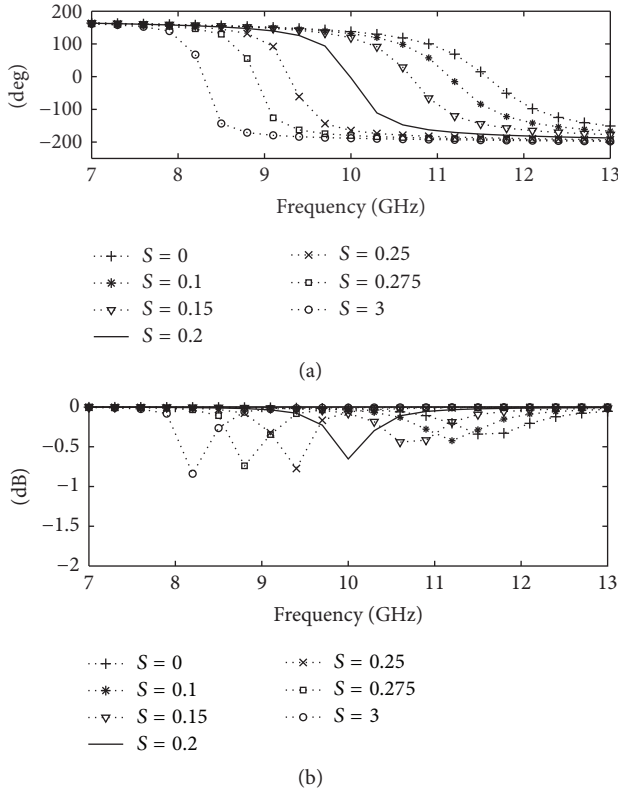 200
100
0
−100
−200
(deg)
7 8 9 10 11 12 13
Frequency (GHz)
S = 0
S = 0.1
S = 0.15
S = 0.2
S = 0.25
S = 0.275
S = 3
(a)
0
−0.5
−1
−1.5
−2
(dB)
7 8 9 10 11 12 13
Frequency (GHz)
S = 0
S = 0.1
S = 0.15
S = 0.2
S = 0.25
S = 0.275
S = 3
(b)